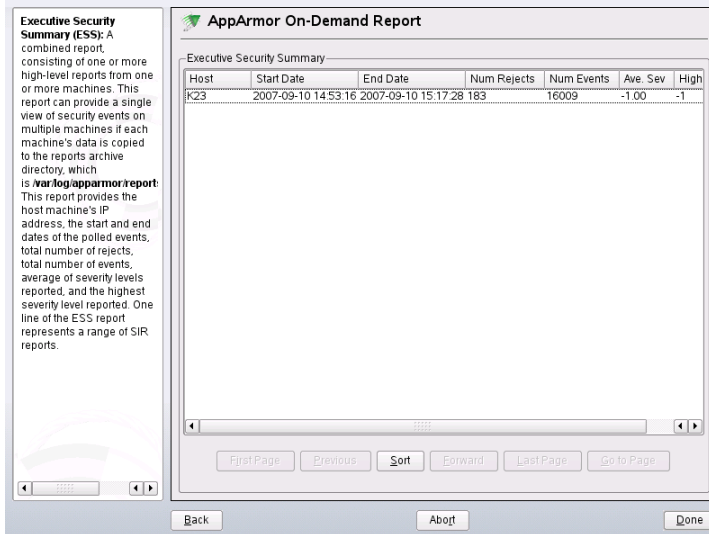 Executive Security
Summary (ESS): A
combined report,
consisting of one or more
high-level reports from one
or more machines. This
report can provide a single
view of security events on
multiple machines if each
machine's data is copied
to the reports archive
directory, which
is /var/log/apparmor/report
This report provides the
host machine's IP
address, the start and end
dates of the polled events,
total number of rejects,
total number of events,
average of severity levels
reported, and the highest
severity level reported. One
line of the ESS report
represents a range of SIR
reports.
AppArmor On-Demand Report
Executive Security Summary
Host Start Date End Date Num Rejects Num Events Ave. Sev High
K23 2007-09-10 14:53:16 2007-09-10 15:17:28 183 16009 -1.00 -1
First Page Previous Sort Forward Last Page Go to Page
Back Abort Done